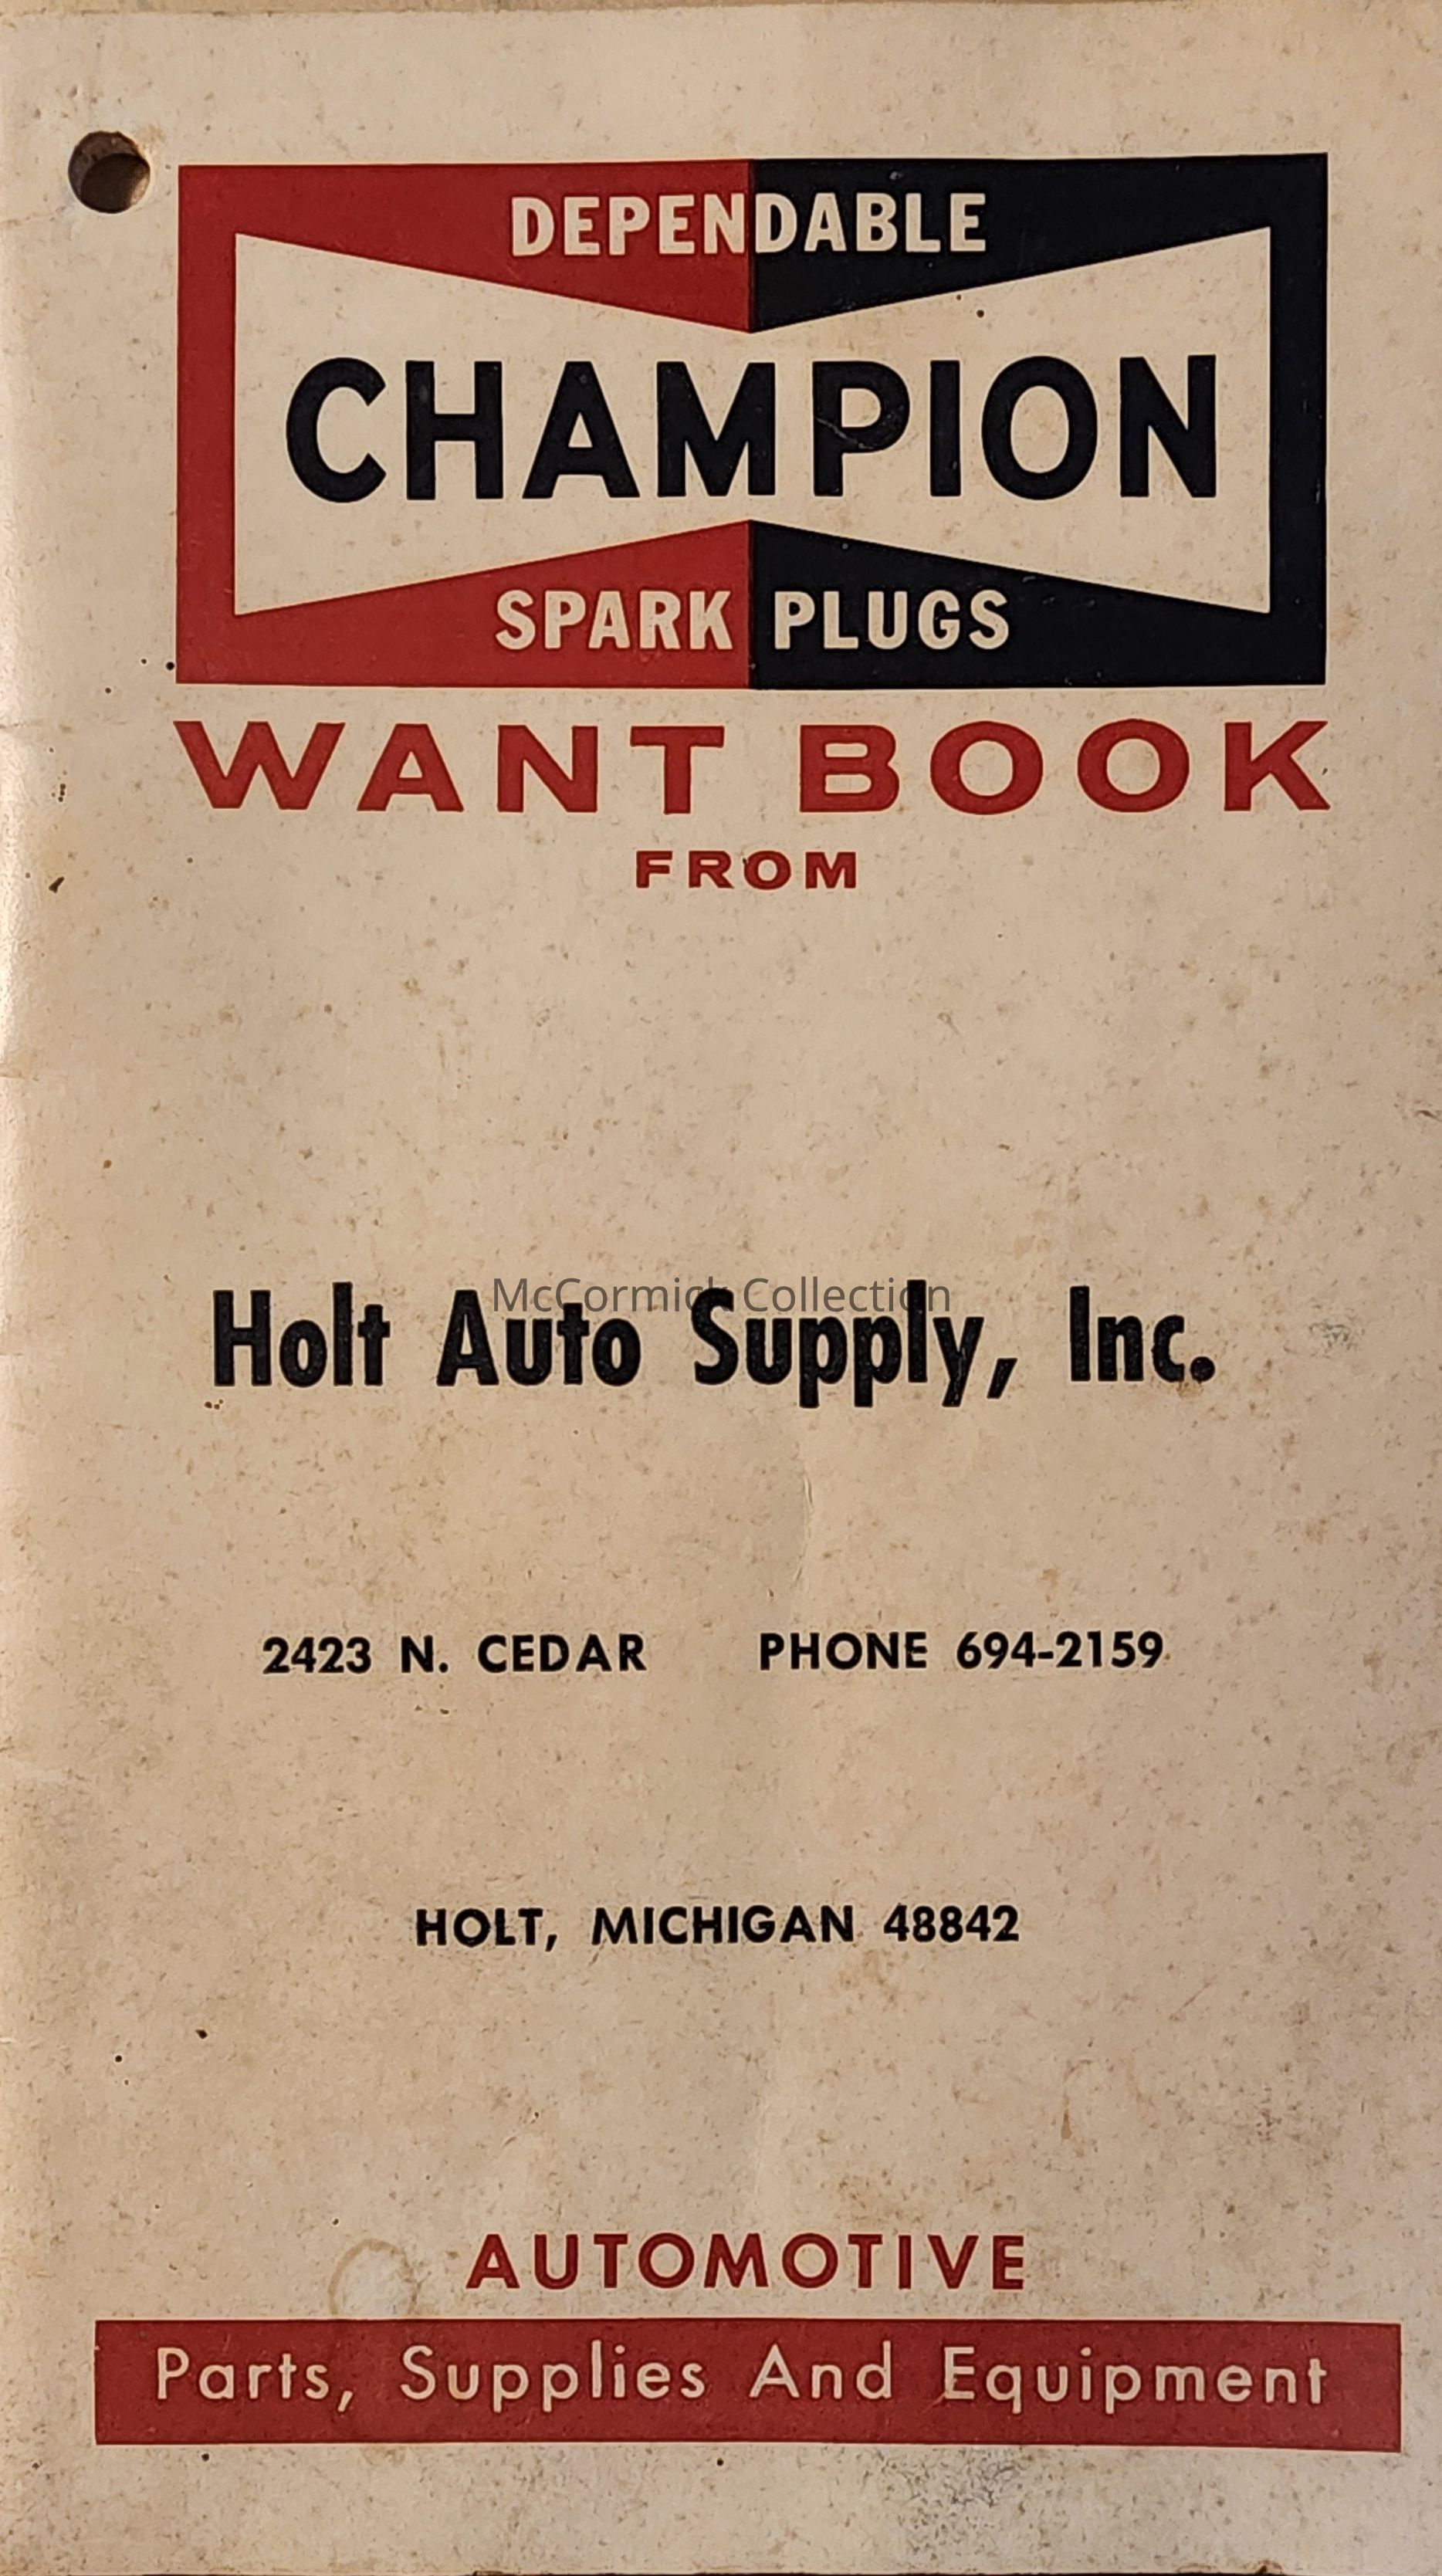 DEPENDABLE
CHAMPION
SPARK PLUGS
WANT BOOK
FROM
McCormick Collection
Holt Auto Supply, Inc.
2423 N. CEDAR PHONE 694-2159
HOLT, MICHIGAN 48842
AUTOMOTIVE
Parts, Supplies And Equipment